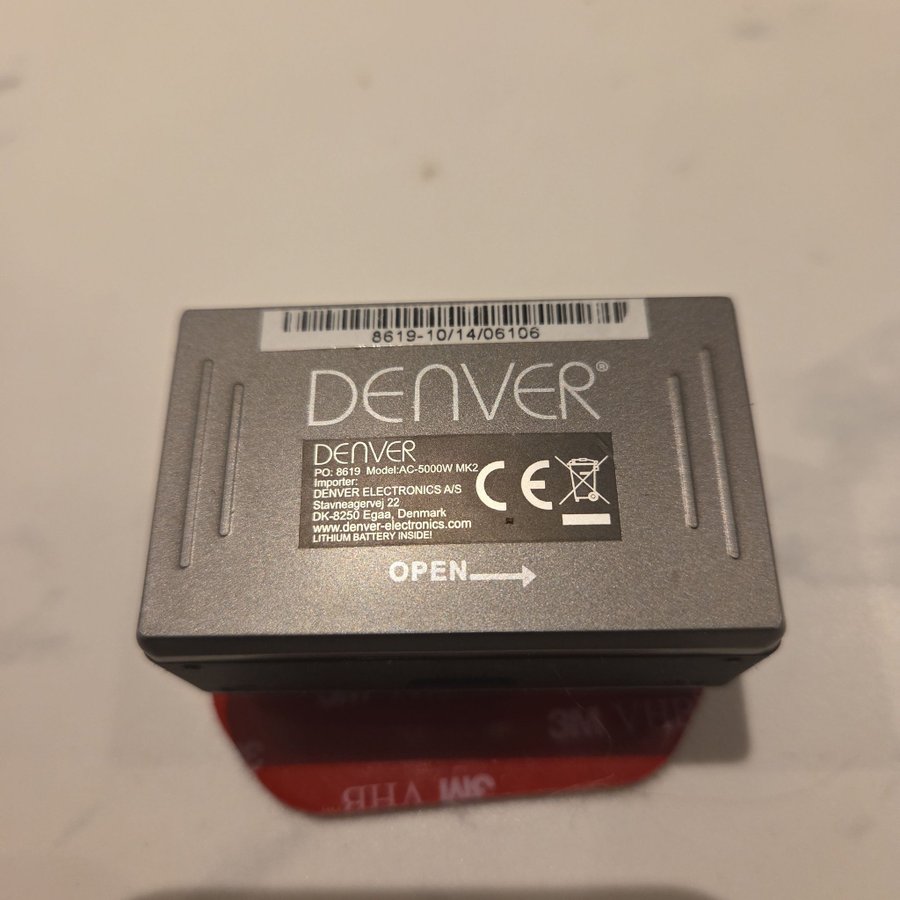 8619-10/14/06106
DENVER®
DENVER
PO: 8619 Model:AC-5000W MK2
Importer:
DENVER ELECTRONICS A/S
Stavneagervej 22
DK-8250 Egaa, Denmark
www.denver-electronics.com
LITHIUM BATTERY INSIDE!
CE
OPEN
3M VHB
3M
VHB